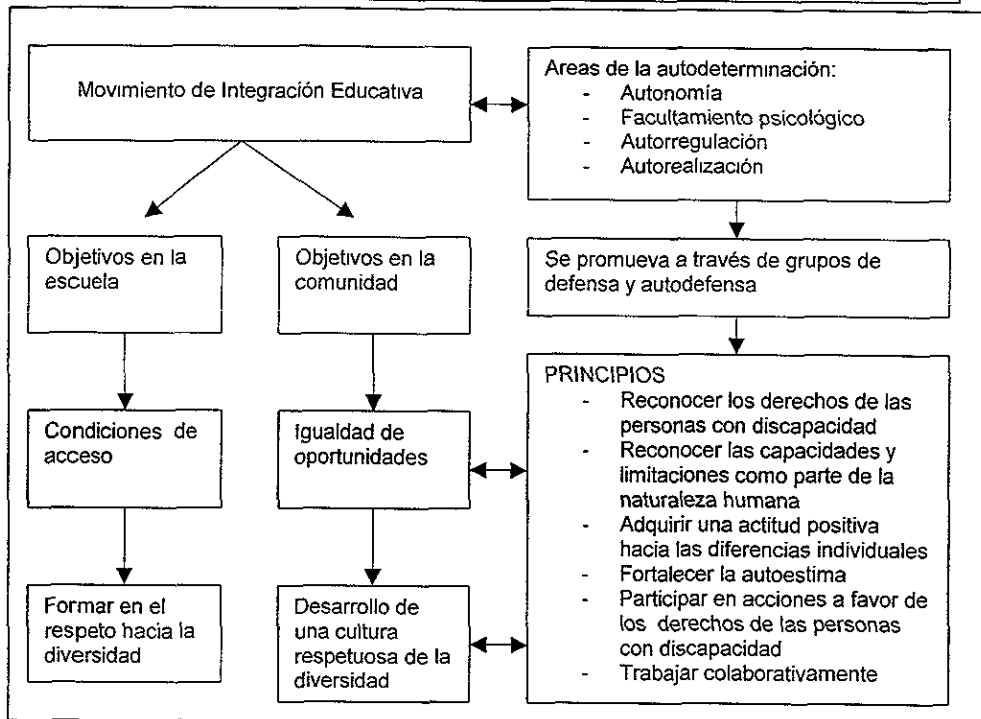 Movimiento de Integración Educativa
Areas de la autodeterminación:
- Autonomía
- Facultamiento psicológico
- Autorregulación
- Autorealización
Objetivos en la
escuela
Objetivos en la
comunidad
Se promueva a través de grupos de
defensa y autodefensa
Condiciones de
acceso
Igualdad de
oportunidades
PRINCIPIOS
- Reconocer los derechos de las
personas con discapacidad
- Reconocer las capacidades y
limitaciones como parte de la
naturaleza humana
- Adquirir una actitud positiva
hacia las diferencias individuales
- Fortalecer la autoestima
- Participar en acciones a favor de
los derechos de las personas
con discapacidad
- Trabajar colaborativamente
Formar en el
respeto hacia la
diversidad
Desarrollo de
una cultura
respetuosa de la
diversidad